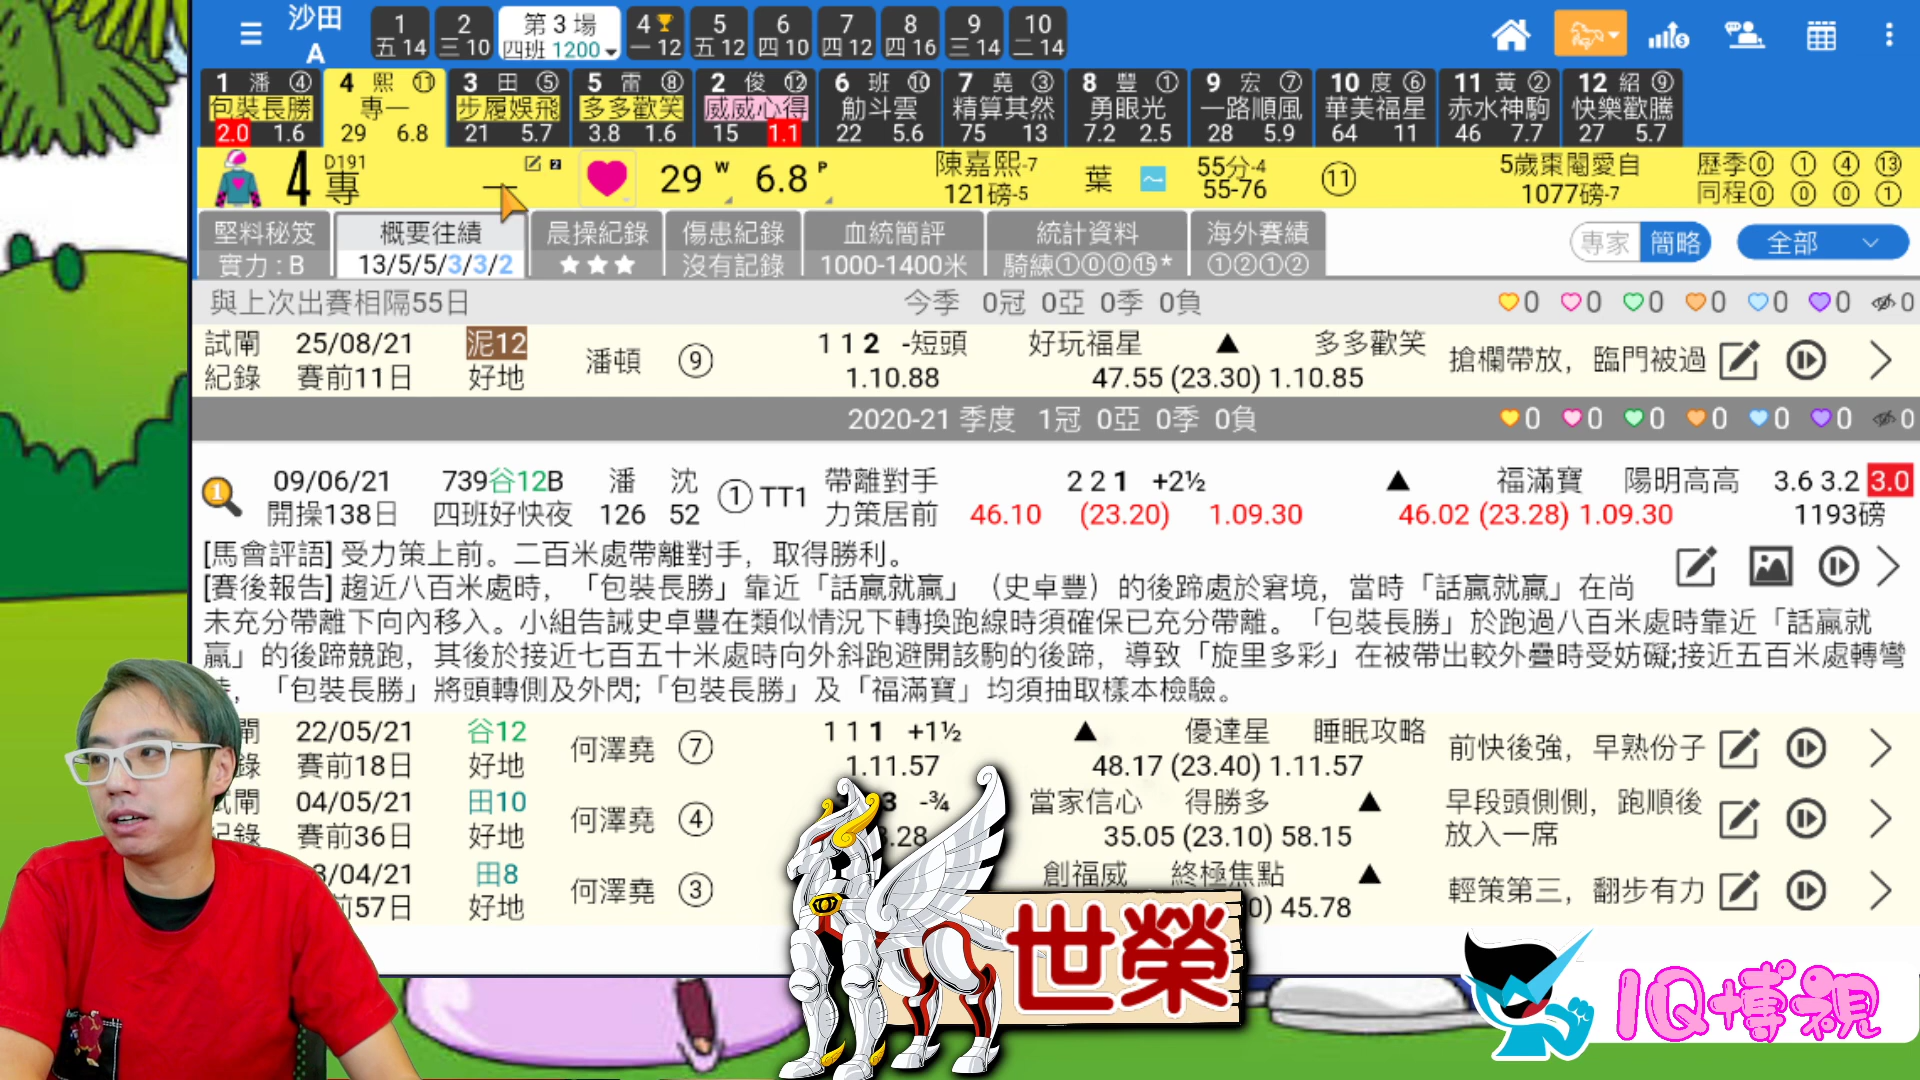 沙田 A
1 五 14
2 三 10
第 3 場 四班 1200
4 一 12
5 五 12
6 四 10
7 四 12
8 四 16
9 三 14
10 二 14
1 潘 ④ 包裝長勝 2.0 1.6
4 熙 ⑪ 專一 29 6.8
3 田 ⑤ 步履娛飛 21 5.7
5 雷 ⑧ 多多歡笑 3.8 1.6
2 俊 ⑫ 威威心得 15 1.1
6 班 ⑩ 觔斗雲 22 5.6
7 堯 ③ 精算其然 75 13
8 豐 ① 勇眼光 7.2 2.5
9 宏 ⑦ 一路順風 28 5.9
10 度 ⑥ 華美福星 64 11
11 黃 ② 赤水神駒 46 7.7
12 紹 ⑨ 快樂歡騰 27 5.7
4 D191 專一 2 29 W 6.8 P 陳嘉熙-7 121磅-5 葉 55分-4 55-76 ⑪ 5歲棗閹愛自 1077磅-7 歷季⓪ ① ④ ⑬ 同程⓪ ⓪ ⓪ ①
堅料秘笈 實力 : B
概要往績 13/5/5/3/3/2
晨操紀錄 ★★★
傷患紀錄 沒有記錄
血統簡評 1000-1400米
統計資料 騎練①⓪⓪⑮*
海外賽績 ①②①②
專家 簡略 全部
與上次出賽相隔55日 今季 0冠 0亞 0季 0負 0 0 0 0 0 0 0
試閘 25/08/21 泥12 潘頓 ⑨ 1 1 2 -短頭 好玩福星 ▲ 多多歡笑 搶欄帶放，臨門被過
紀錄 賽前11日 好地 1.10.88 47.55 (23.30) 1.10.85
2020-21 季度 1冠 0亞 0季 0負 0 0 0 0 0 0 0
1 09/06/21 739谷12B 潘 沈 ① TT1 帶離對手 2 2 1 +2½ ▲ 福滿寶 陽明高高 3.6 3.2 3.0
開操138日 四班好快夜 126 52 力策居前 46.10 (23.20) 1.09.30 46.02 (23.28) 1.09.30 1193磅
[馬會評語] 受力策上前。二百米處帶離對手，取得勝利。
[賽後報告] 趨近八百米處時，「包裝長勝」靠近「話贏就贏」（史卓豐）的後蹄處於窘境，當時「話贏就贏」在尚
未充分帶離下向內移入。小組告誡史卓豐在類似情況下轉換跑線時須確保已充分帶離。「包裝長勝」於跑過八百米處時靠近「話贏就
贏」的後蹄競跑，其後於接近七百五十米處時向外斜跑避開該駒的後蹄，導致「旋里多彩」在被帶出較外疊時受妨礙;接近五百米處轉彎
，「包裝長勝」將頭轉側及外閃;「包裝長勝」及「福滿寶」均須抽取樣本檢驗。
閘 22/05/21 谷12 何澤堯 ⑦ 1 1 1 +1½ ▲ 優達星 睡眠攻略 前快後強，早熟份子
錄 賽前18日 好地 1.11.57 48.17 (23.40) 1.11.57
閘 04/05/21 田10 何澤堯 ④ 3 -¾ 當家信心 得勝多 ▲ 早段頭側側，跑順後
紀錄 賽前36日 好地 .28 35.05 (23.10) 58.15 放入一席
/04/21 田8 何澤堯 ③ 創福威 終極焦點 ▲ 輕策第三，翻步有力
前57日 好地 0) 45.78
世榮
IQ博視